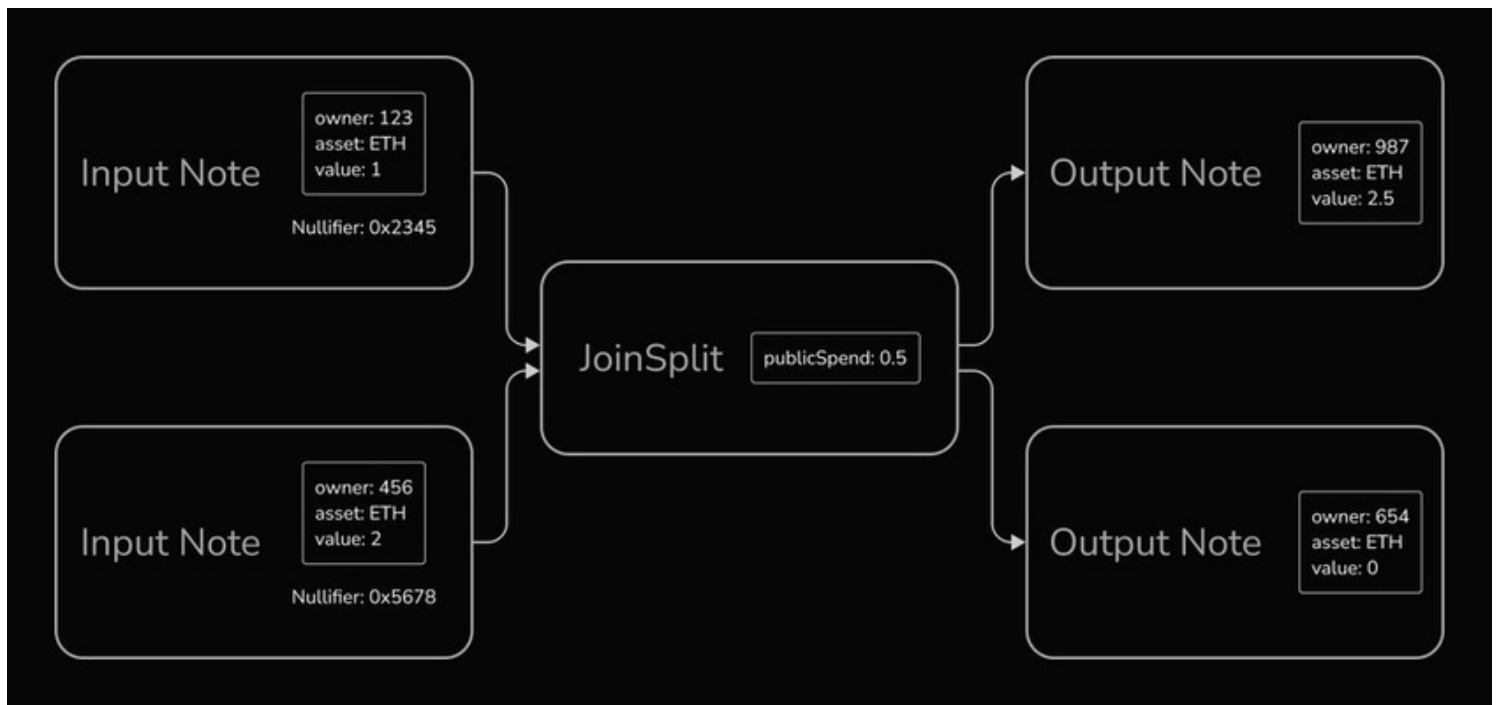 Input Note
owner: 123
asset: ETH
value: 1
Nullifier: 0x2345
Input Note
owner: 456
asset: ETH
value: 2
Nullifier: 0x5678
JoinSplit
publicSpend: 0.5
Output Note
owner: 987
asset: ETH
value: 2.5
Output Note
owner: 654
asset: ETH
value: 0